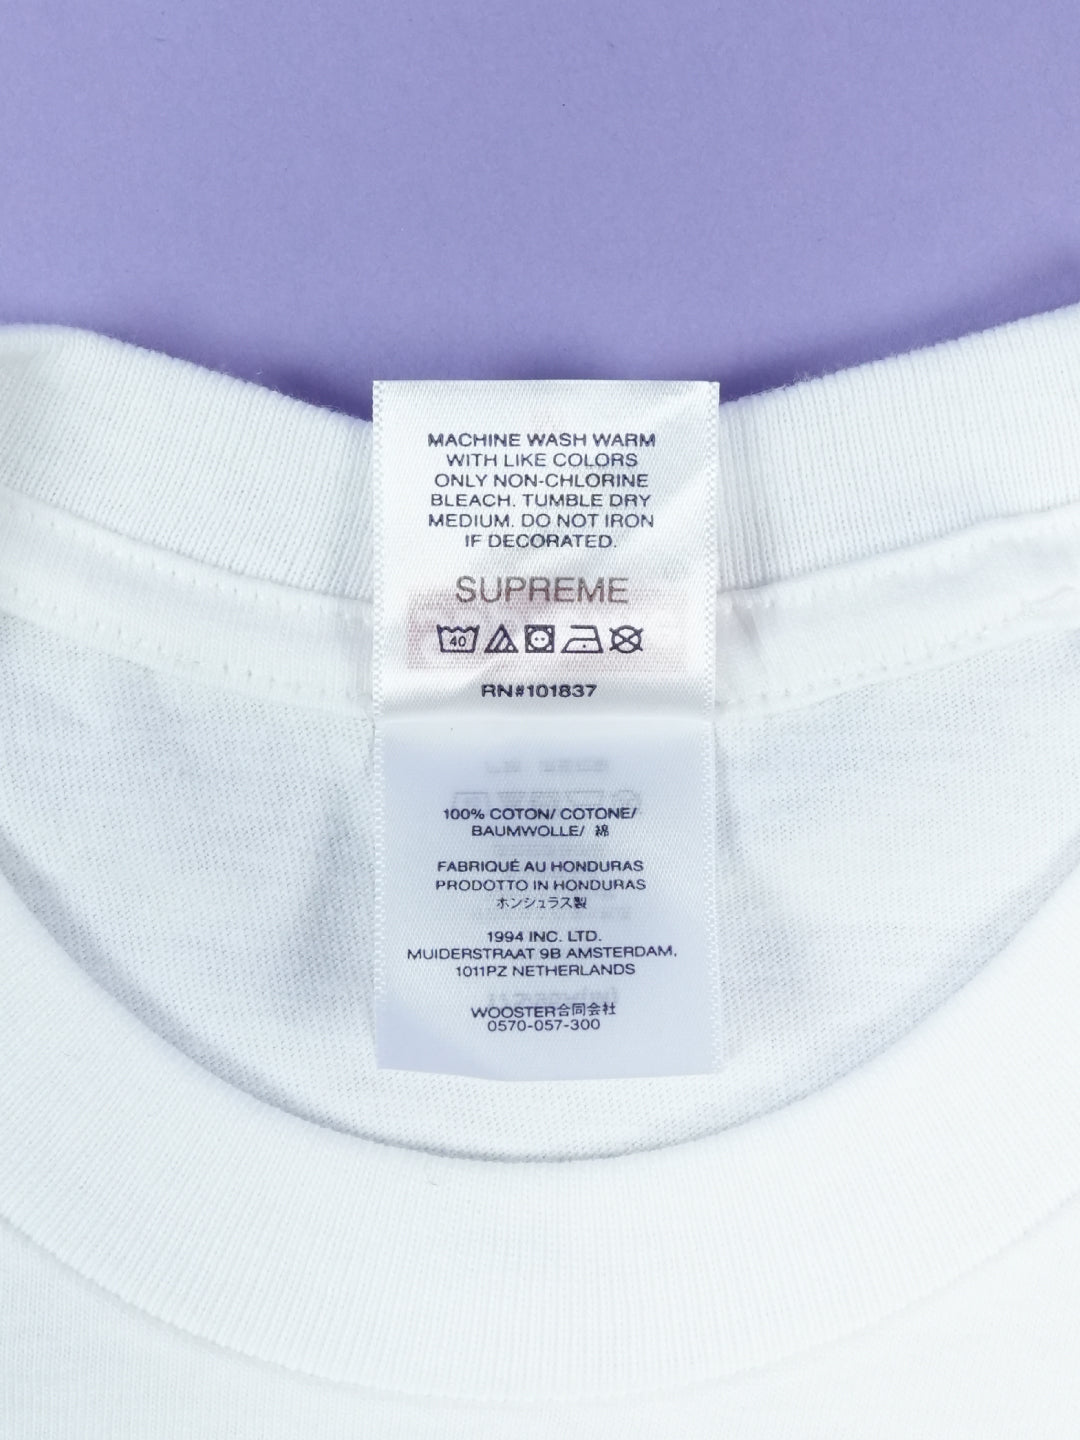 MACHINE WASH WARM
WITH LIKE COLORS
ONLY NON-CHLORINE
BLEACH. TUMBLE DRY
MEDIUM. DO NOT IRON
IF DECORATED.
SUPREME
40
RN#101837
100% COTON/ COTONE/
BAUMWOLLE/ 綿
FABRIQUÉ AU HONDURAS
PRODOTTO IN HONDURAS
ホンジュラス製
1994 INC. LTD.
MUIDERSTRAAT 9B AMSTERDAM,
1011PZ NETHERLANDS
WOOSTER合同会社
0570-057-300